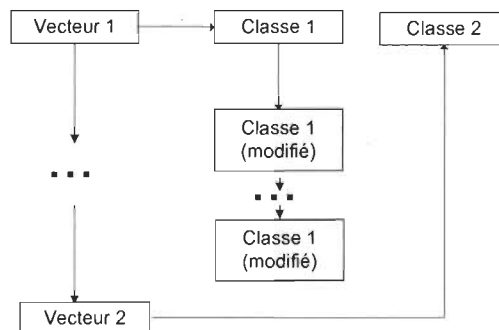 Vecteur 1
Classe 1
Classe 2
Classe 1
(modifié)
...
...
Classe 1
(modifié)
Vecteur 2